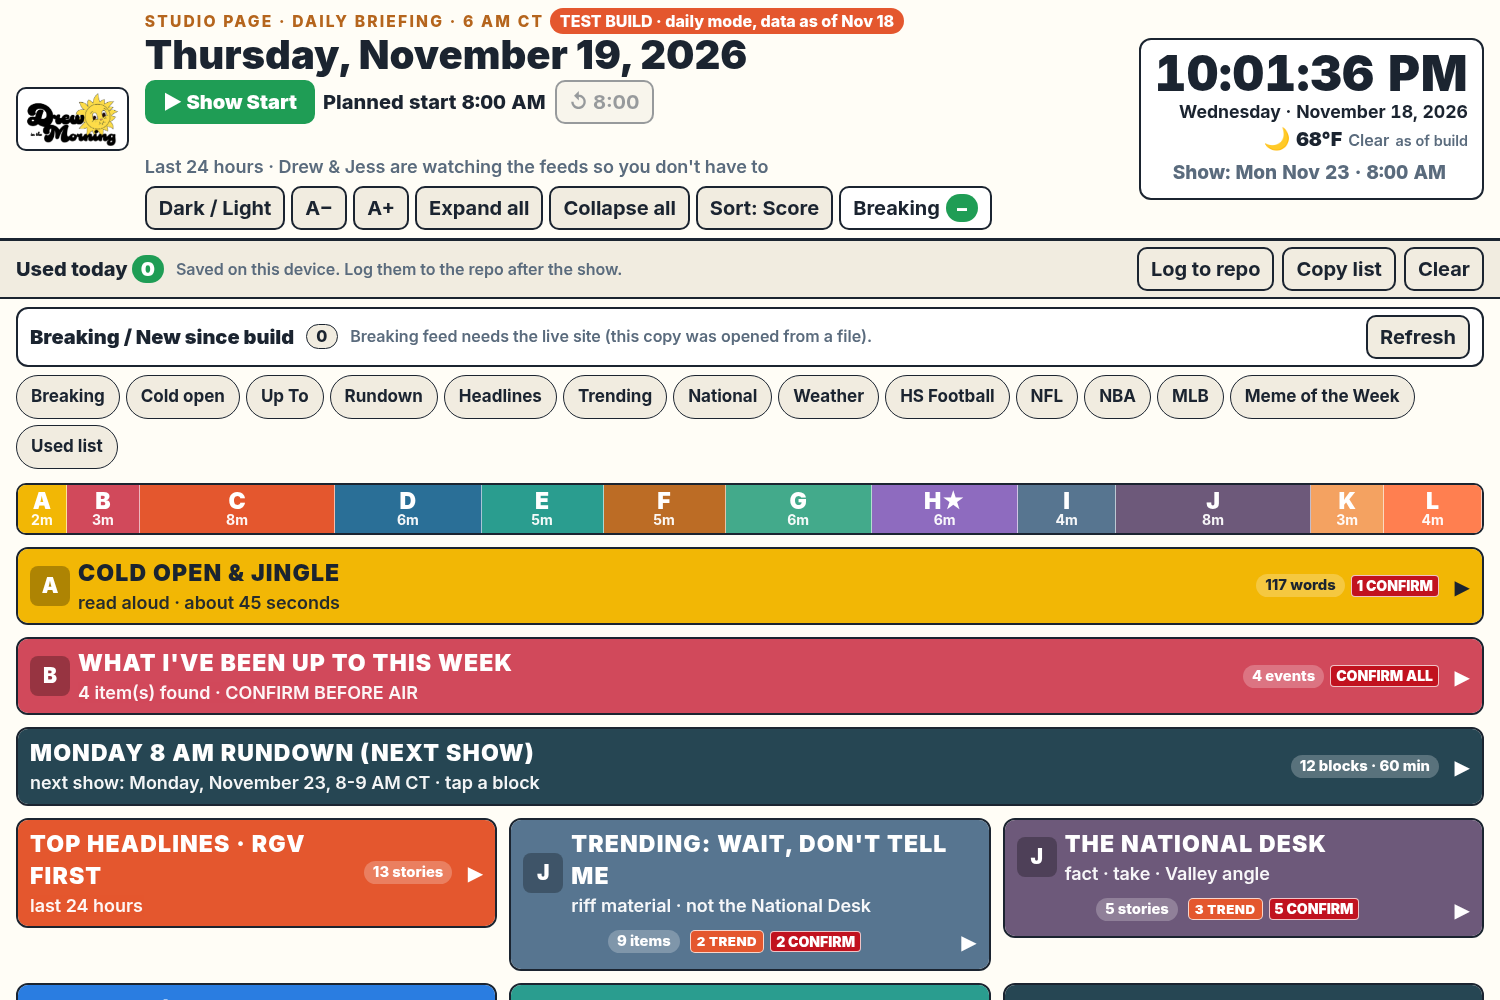 STUDIO PAGE · DAILY BRIEFING · 6 AM CT TEST BUILD · daily mode, data as of Nov 18
Thursday, November 19, 2026
▶ Show Start Planned start 8:00 AM ↺ 8:00
Drew
in the
Morning
Last 24 hours · Drew & Jess are watching the feeds so you don't have to
Dark / Light A− A+ Expand all Collapse all Sort: Score Breaking –
10:01:36 PM
Wednesday · November 18, 2026
🌙 68°F Clear as of build
Show: Mon Nov 23 · 8:00 AM
Used today 0 Saved on this device. Log them to the repo after the show. Log to repo Copy list Clear
Breaking / New since build 0 Breaking feed needs the live site (this copy was opened from a file). Refresh
Breaking Cold open Up To Rundown Headlines Trending National Weather HS Football NFL NBA MLB Meme of the Week
Used list
A B C D E F G H★ I J K L
2m 3m 8m 6m 5m 5m 6m 6m 4m 8m 3m 4m
A COLD OPEN & JINGLE
read aloud · about 45 seconds
117 words 1 CONFIRM ▶
B WHAT I'VE BEEN UP TO THIS WEEK
4 item(s) found · CONFIRM BEFORE AIR
4 events CONFIRM ALL ▶
MONDAY 8 AM RUNDOWN (NEXT SHOW)
next show: Monday, November 23, 8-9 AM CT · tap a block
12 blocks · 60 min ▶
TOP HEADLINES · RGV
FIRST
last 24 hours
13 stories ▶
J TRENDING: WAIT, DON'T TELL
ME
riff material · not the National Desk
9 items 2 TREND 2 CONFIRM ▶
J THE NATIONAL DESK
fact · take · Valley angle
5 stories 3 TREND 5 CONFIRM ▶